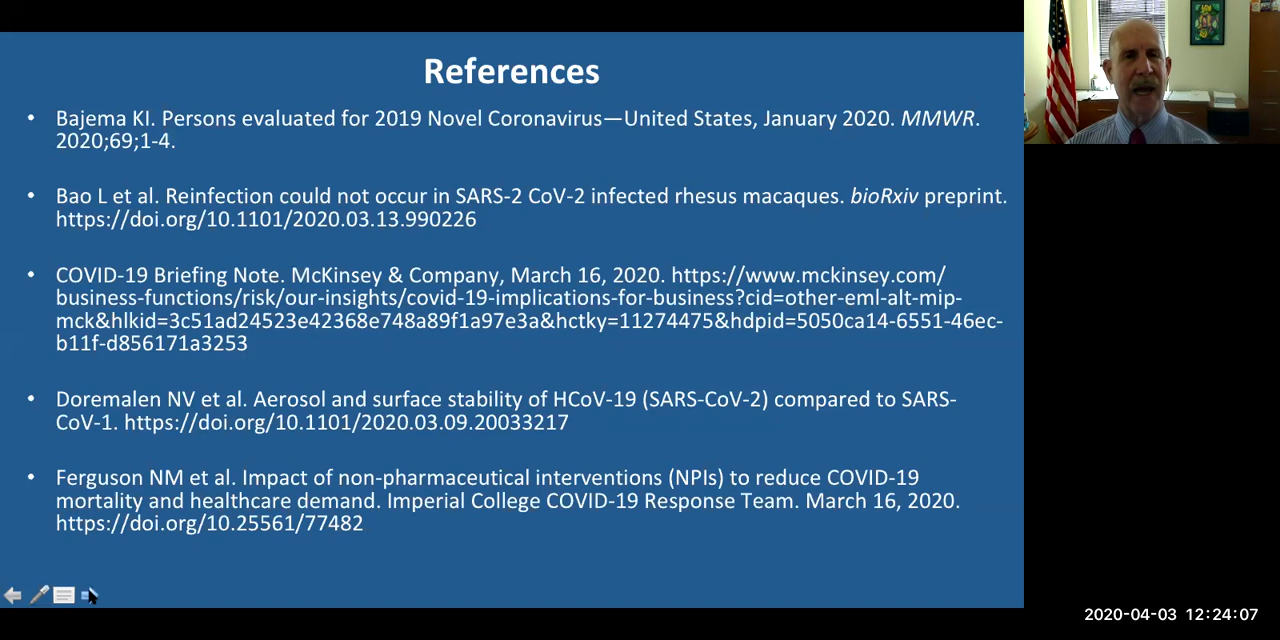 References
• Bajema KI. Persons evaluated for 2019 Novel Coronavirus—United States, January 2020. MMWR.
2020;69;1-4.
• Bao L et al. Reinfection could not occur in SARS-2 CoV-2 infected rhesus macaques. bioRxiv preprint.
https://doi.org/10.1101/2020.03.13.990226
• COVID-19 Briefing Note. McKinsey & Company, March 16, 2020. https://www.mckinsey.com/
business-functions/risk/our-insights/covid-19-implications-for-business?cid=other-eml-alt-mip-
mck&hlkid=3c51ad24523e42368e748a89f1a97e3a&hctky=11274475&hdpid=5050ca14-6551-46ec-
b11f-d856171a3253
• Doremalen NV et al. Aerosol and surface stability of HCoV-19 (SARS-CoV-2) compared to SARS-
CoV-1. https://doi.org/10.1101/2020.03.09.20033217
• Ferguson NM et al. Impact of non-pharmaceutical interventions (NPIs) to reduce COVID-19
mortality and healthcare demand. Imperial College COVID-19 Response Team. March 16, 2020.
https://doi.org/10.25561/77482
2020-04-03 12:24:07